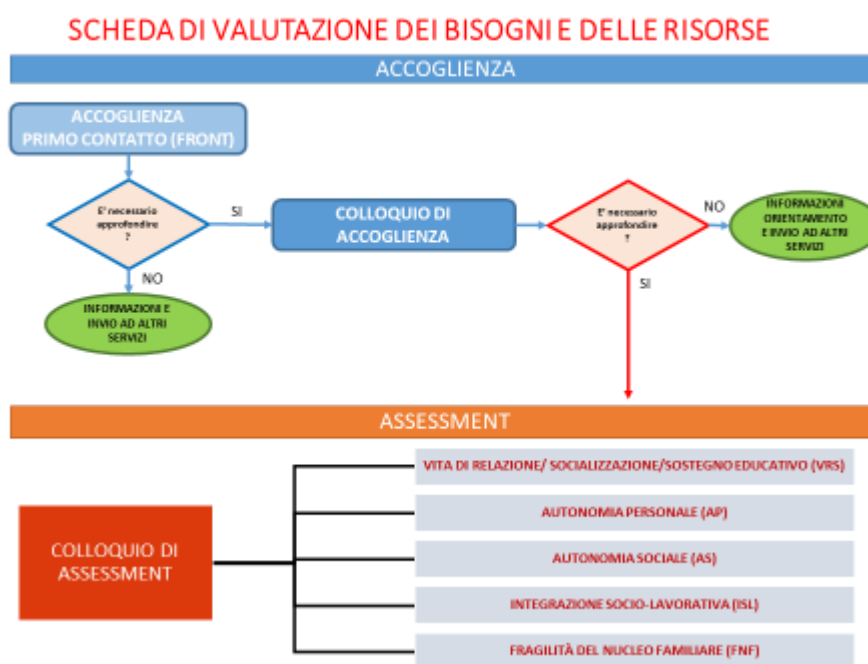 SCHEDA DI VALUTAZIONE DEI BISOGNI E DELLE RISORSE
ACCOGLIENZA
ACCOGLIENZA
PRIMO CONTATTO (FRONT)
E' necessario
approfondire
?
SI
COLLOQUIO DI
ACCOGLIENZA
E' necessario
approfondire
?
NO
INFORMAZIONI
ORIENTAMENTO
E INVIO AD ALTRI
SERVIZI
NO
SI
INFORMAZIONI E
INVIO AD ALTRI
SERVIZI
ASSESSMENT
COLLOQUIO DI
ASSESSMENT
VITA DI RELAZIONE/ SOCIALIZZAZIONE/SOSTEGNO EDUCATIVO (VRS)
AUTONOMIA PERSONALE (AP)
AUTONOMIA SOCIALE (AS)
INTEGRAZIONE SOCIO-LAVORATIVA (ISL)
FRAGILITÀ DEL NUCLEO FAMILIARE (FNF)